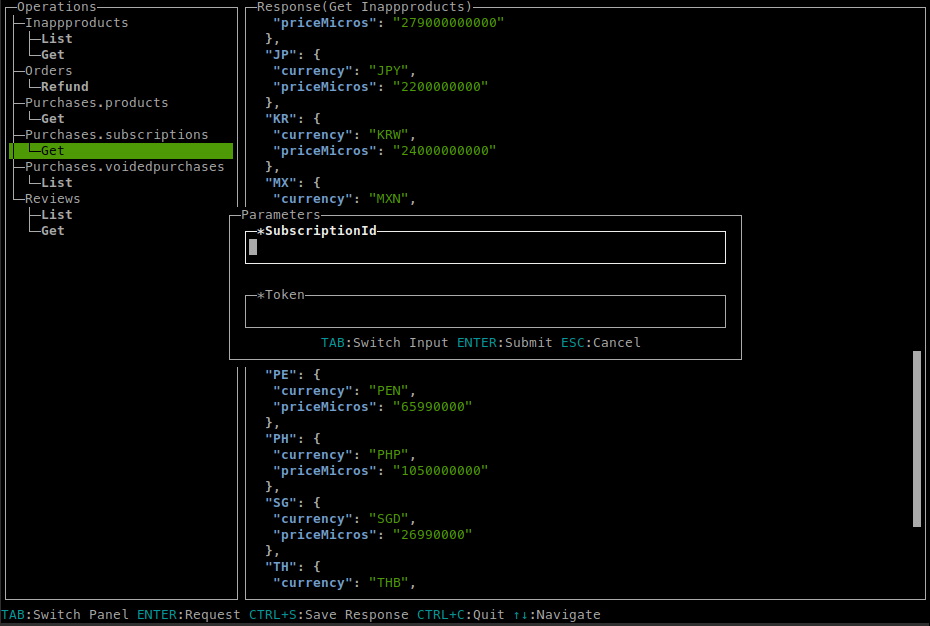 Operations
Inappproducts
List
Get
Orders
Refund
Purchases.products
Get
Purchases.subscriptions
Get
Purchases.voidedpurchases
List
Reviews
List
Get
Response(Get Inappproducts)
"priceMicros": "279000000000"
},
"JP": {
"currency": "JPY",
"priceMicros": "2200000000"
},
"KR": {
"currency": "KRW",
"priceMicros": "24000000000"
},
"MX": {
"currency": "MXN",
Parameters
*SubscriptionId
*Token
TAB:Switch Input ENTER:Submit ESC:Cancel
"PE": {
"currency": "PEN",
"priceMicros": "65990000"
},
"PH": {
"currency": "PHP",
"priceMicros": "1050000000"
},
"SG": {
"currency": "SGD",
"priceMicros": "26990000"
},
"TH": {
"currency": "THB",
TAB:Switch Panel ENTER:Request CTRL+S:Save Response CTRL+C:Quit ↑↓:Navigate